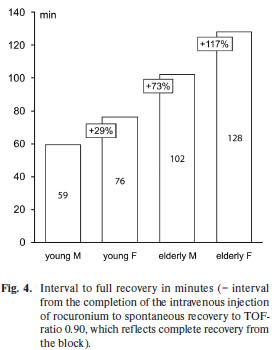 140 min
120
100
80
60
40
20
0
+29%
+73%
+117%
59
76
102
128
young M young F elderly M elderly F
Fig. 4. Interval to full recovery in minutes (− interval
from the completion of the intravenous injection
of rocuronium to spontaneous recovery to TOF-
ratio 0.90, which reflects complete recovery from
the block).